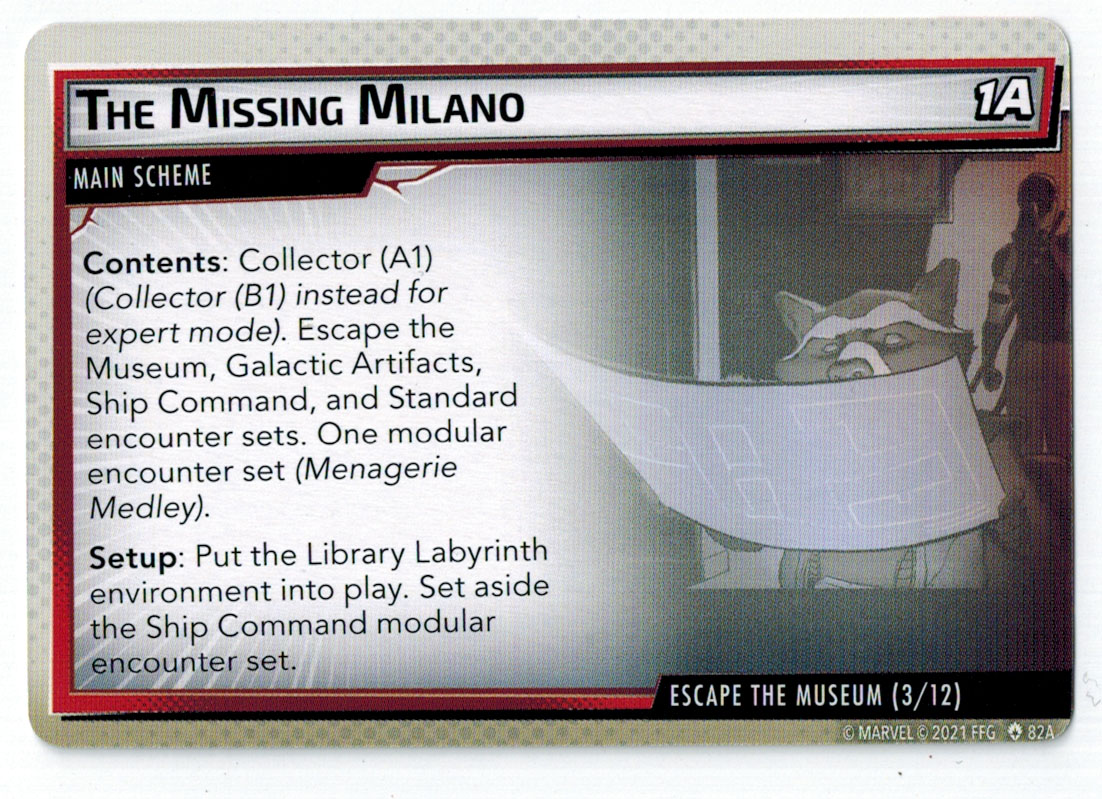 THE MISSING MILANO
1A
MAIN SCHEME
Contents: Collector (A1)
(Collector (B1) instead for
expert mode). Escape the
Museum, Galactic Artifacts,
Ship Command, and Standard
encounter sets. One modular
encounter set (Menagerie
Medley).
Setup: Put the Library Labyrinth
environment into play. Set aside
the Ship Command modular
encounter set.
ESCAPE THE MUSEUM (3/12)
© MARVEL © 2021 FFG 82A